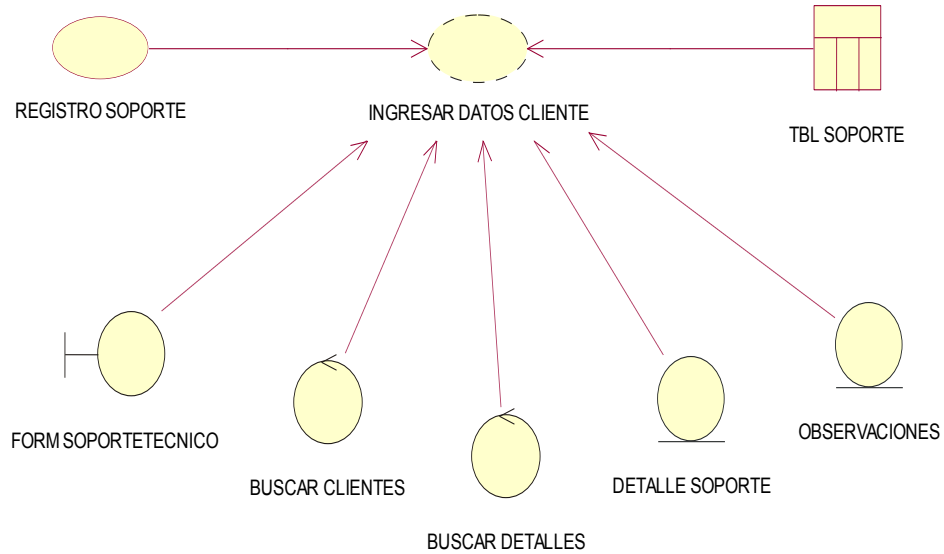 REGISTRO SOPORTE
INGRESAR DATOS CLIENTE
TBL SOPORTE
FORM SOPORTETECNICO
BUSCAR CLIENTES
BUSCAR DETALLES
DETALLE SOPORTE
OBSERVACIONES